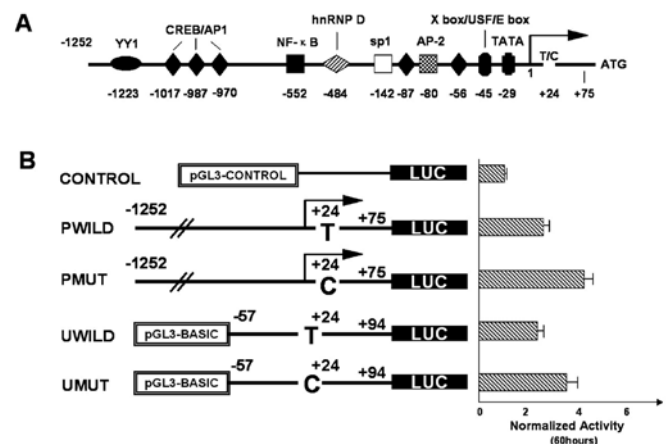 A
-1252
YY1
CREB/AP1
NF-κB
hnRNP D
sp1
AP-2
X box/USF/E box
TATA
T/C
1
ATG
-1223 -1017 -987 -970 -552 -484 -142 -87 -80 -56 -45 -29 +24 +75
B
CONTROL pGL3-CONTROL LUC
PWILD -1252 +24 T +75 LUC
PMUT -1252 +24 C +75 LUC
UWILD pGL3-BASIC -57 +24 T +94 LUC
UMUT pGL3-BASIC -57 +24 C +94 LUC
0 2 4 6
Normalized Activity
(60hours)